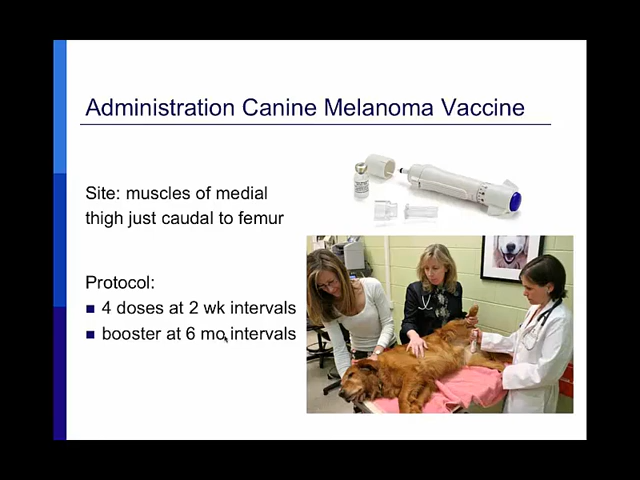 Administration Canine Melanoma Vaccine
Site: muscles of medial
thigh just caudal to femur
Protocol:
4 doses at 2 wk intervals
booster at 6 mo intervals